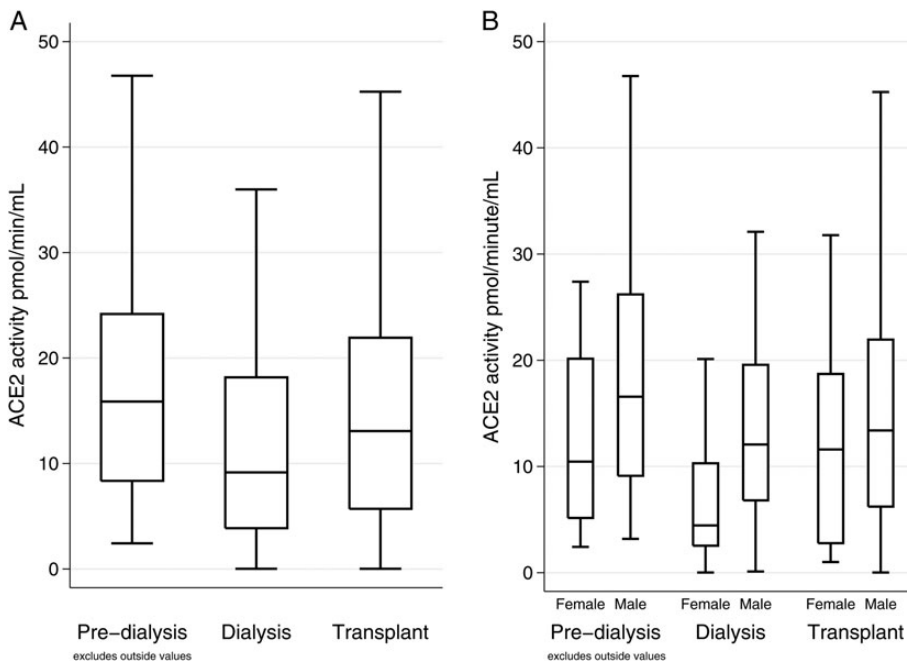 A
ACE2 activity pmol/min/mL
50
40
30
20
10
0
Pre-dialysis
excludes outside values
Dialysis
Transplant
B
ACE2 activity pmol/minute/mL
50
40
30
20
10
0
Female Male Female Male Female Male
Pre-dialysis Dialysis Transplant
excludes outside values